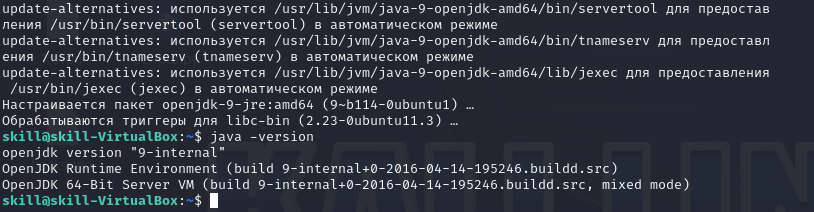 update-alternatives: используется /usr/lib/jvm/java-9-openjdk-amd64/bin/servertool для предостав
ления /usr/bin/servertool (servertool) в автоматическом режиме
update-alternatives: используется /usr/lib/jvm/java-9-openjdk-amd64/bin/tnameserv для предоставл
ения /usr/bin/tnameserv (tnameserv) в автоматическом режиме
update-alternatives: используется /usr/lib/jvm/java-9-openjdk-amd64/lib/jexec для предоставления
 /usr/bin/jexec (jexec) в автоматическом режиме
Настраивается пакет openjdk-9-jre:amd64 (9~b114-0ubuntu1) …
Обрабатываются триггеры для libc-bin (2.23-0ubuntu11.3) …
skill@skill-VirtualBox:~$ java -version
openjdk version "9-internal"
OpenJDK Runtime Environment (build 9-internal+0-2016-04-14-195246.buildd.src)
OpenJDK 64-Bit Server VM (build 9-internal+0-2016-04-14-195246.buildd.src, mixed mode)
skill@skill-VirtualBox:~$